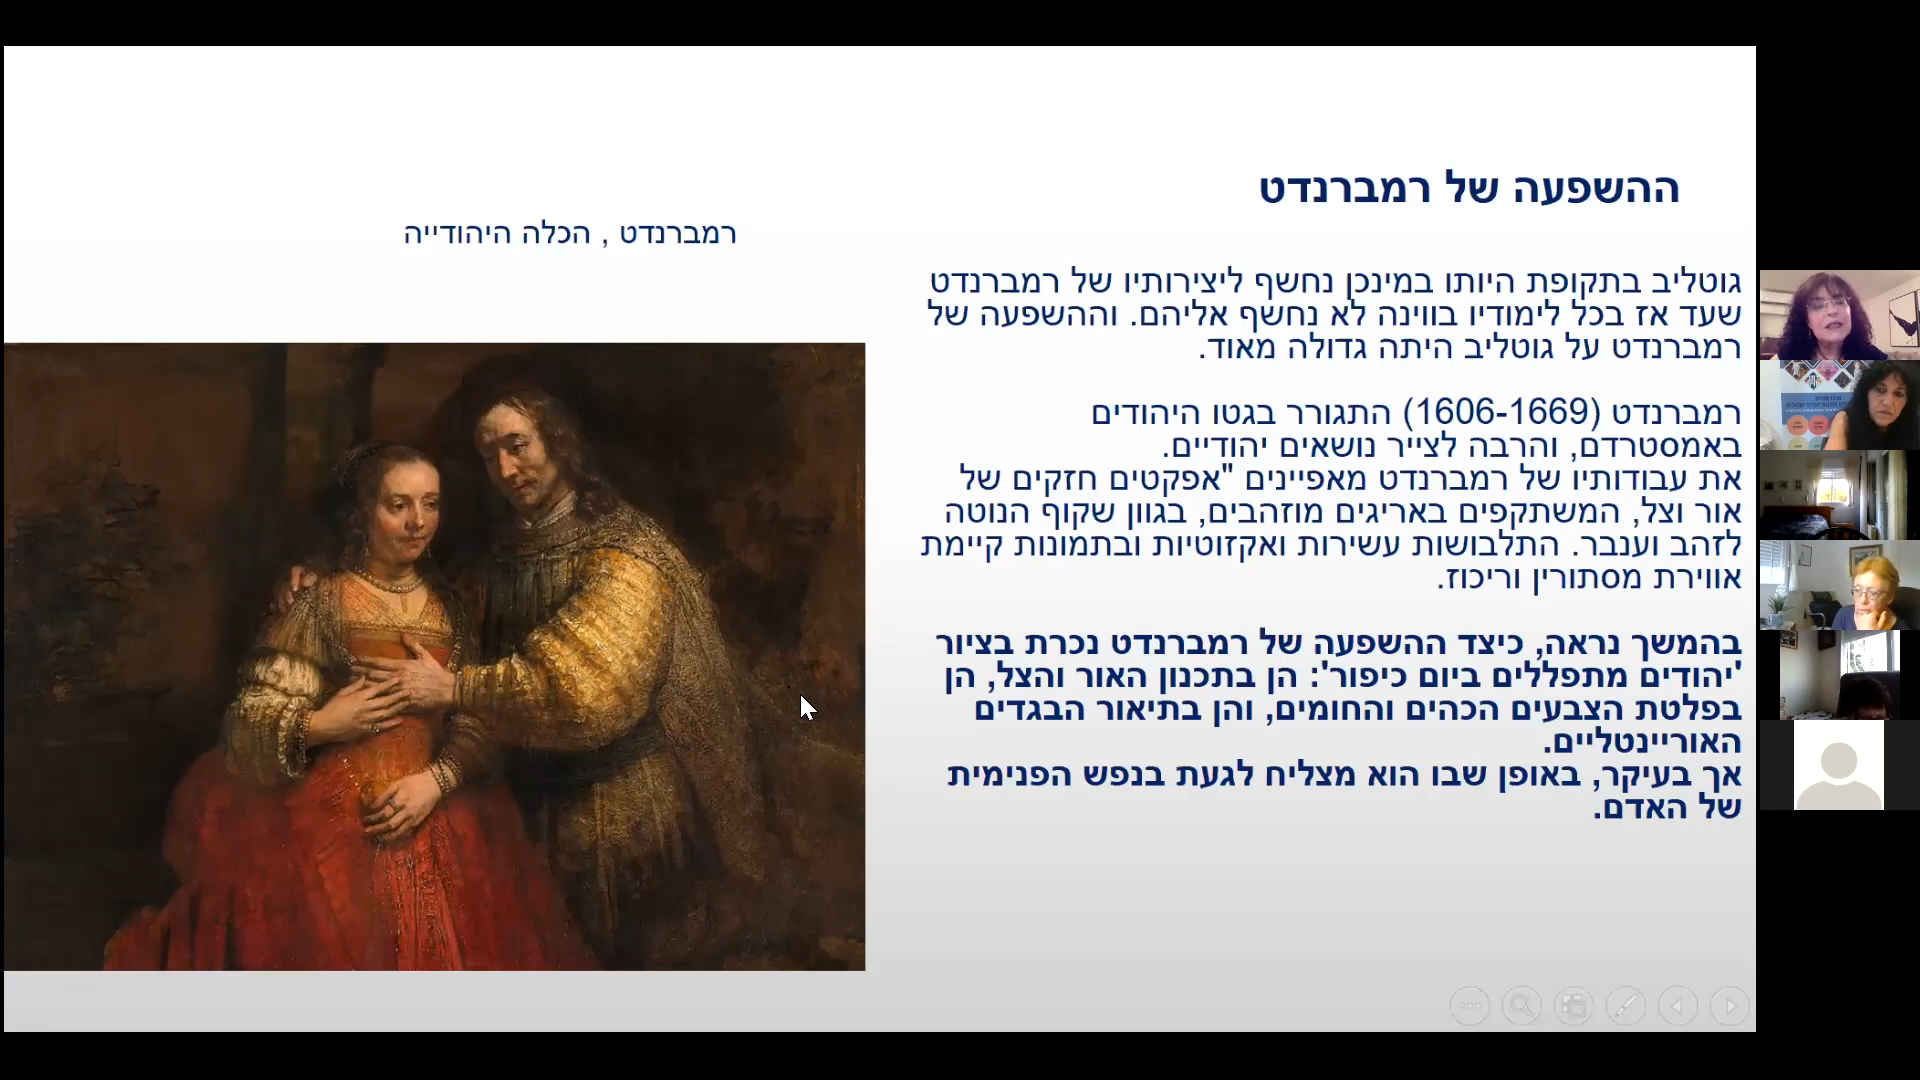 ההשפעה של רמברנדט
רמברנדט , הכלה היהודייה
גוטליב בתקופת היותו במינכן נחשף ליצירותיו של רמברנדט
שעד אז בכל לימודיו בווינה לא נחשף אליהם. וההשפעה של
רמברנדט על גוטליב היתה גדולה מאוד.
רמברנדט (1606-1669) התגורר בגטו היהודים
באמסטרדם, והרבה לצייר נושאים יהודיים.
את עבודותיו של רמברנדט מאפיינים "אפקטים חזקים של
אור וצל, המשתקפים באריגים מוזהבים, בגוון שקוף הנוטה
לזהב וענבר. התלבושות עשירות ואקזוטיות ובתמונות קיימת
אווירת מסתורין וריכוז.
בהמשך נראה, כיצד ההשפעה של רמברנדט נכרת בציור
'יהודים מתפללים ביום כיפור': הן בתכנון האור והצל, הן
בפלטת הצבעים הכהים והחומים, והן בתיאור הבגדים
האוריינטליים.
אך בעיקר, באופן שבו הוא מצליח לגעת בנפש הפנימית
של האדם.